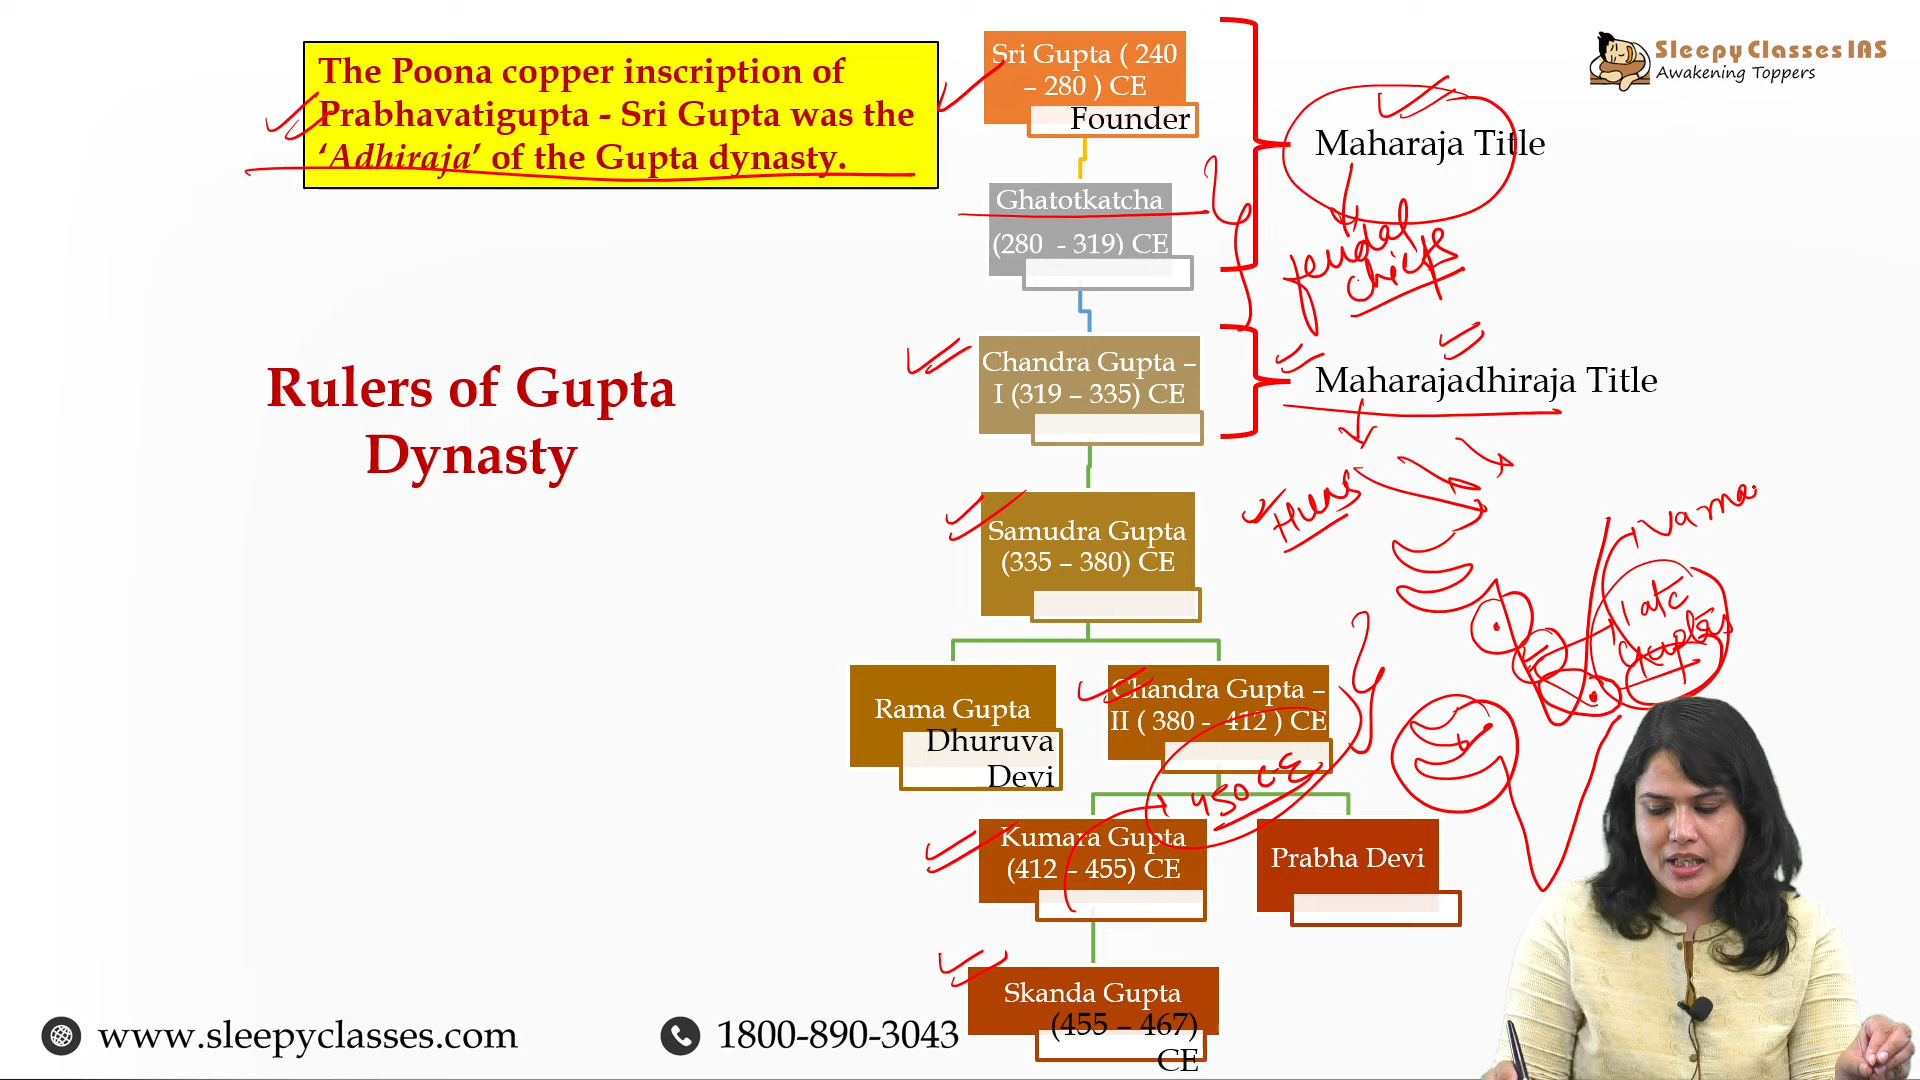 The Poona copper inscription of
Prabhavatigupta - Sri Gupta was the
‘Adhiraja’ of the Gupta dynasty.
Sri Gupta ( 240
– 280 ) CE
Founder
Ghatotkatcha
(280 - 319) CE
Maharaja Title
feudal
chiefs
Sleepy Classes IAS
Awakening Toppers
Rulers of Gupta
Dynasty
Chandra Gupta –
I (319 – 335) CE
Maharajadhiraja Title
Huns
Varna
late
Guptas
Samudra Gupta
(335 – 380) CE
Rama Gupta
Dhuruva
Devi
Chandra Gupta –
II ( 380 - 412 ) CE
450 CE
Kumara Gupta
(412 – 455) CE
Prabha Devi
Skanda Gupta
(455 – 467)
CE
www.sleepyclasses.com
1800-890-3043